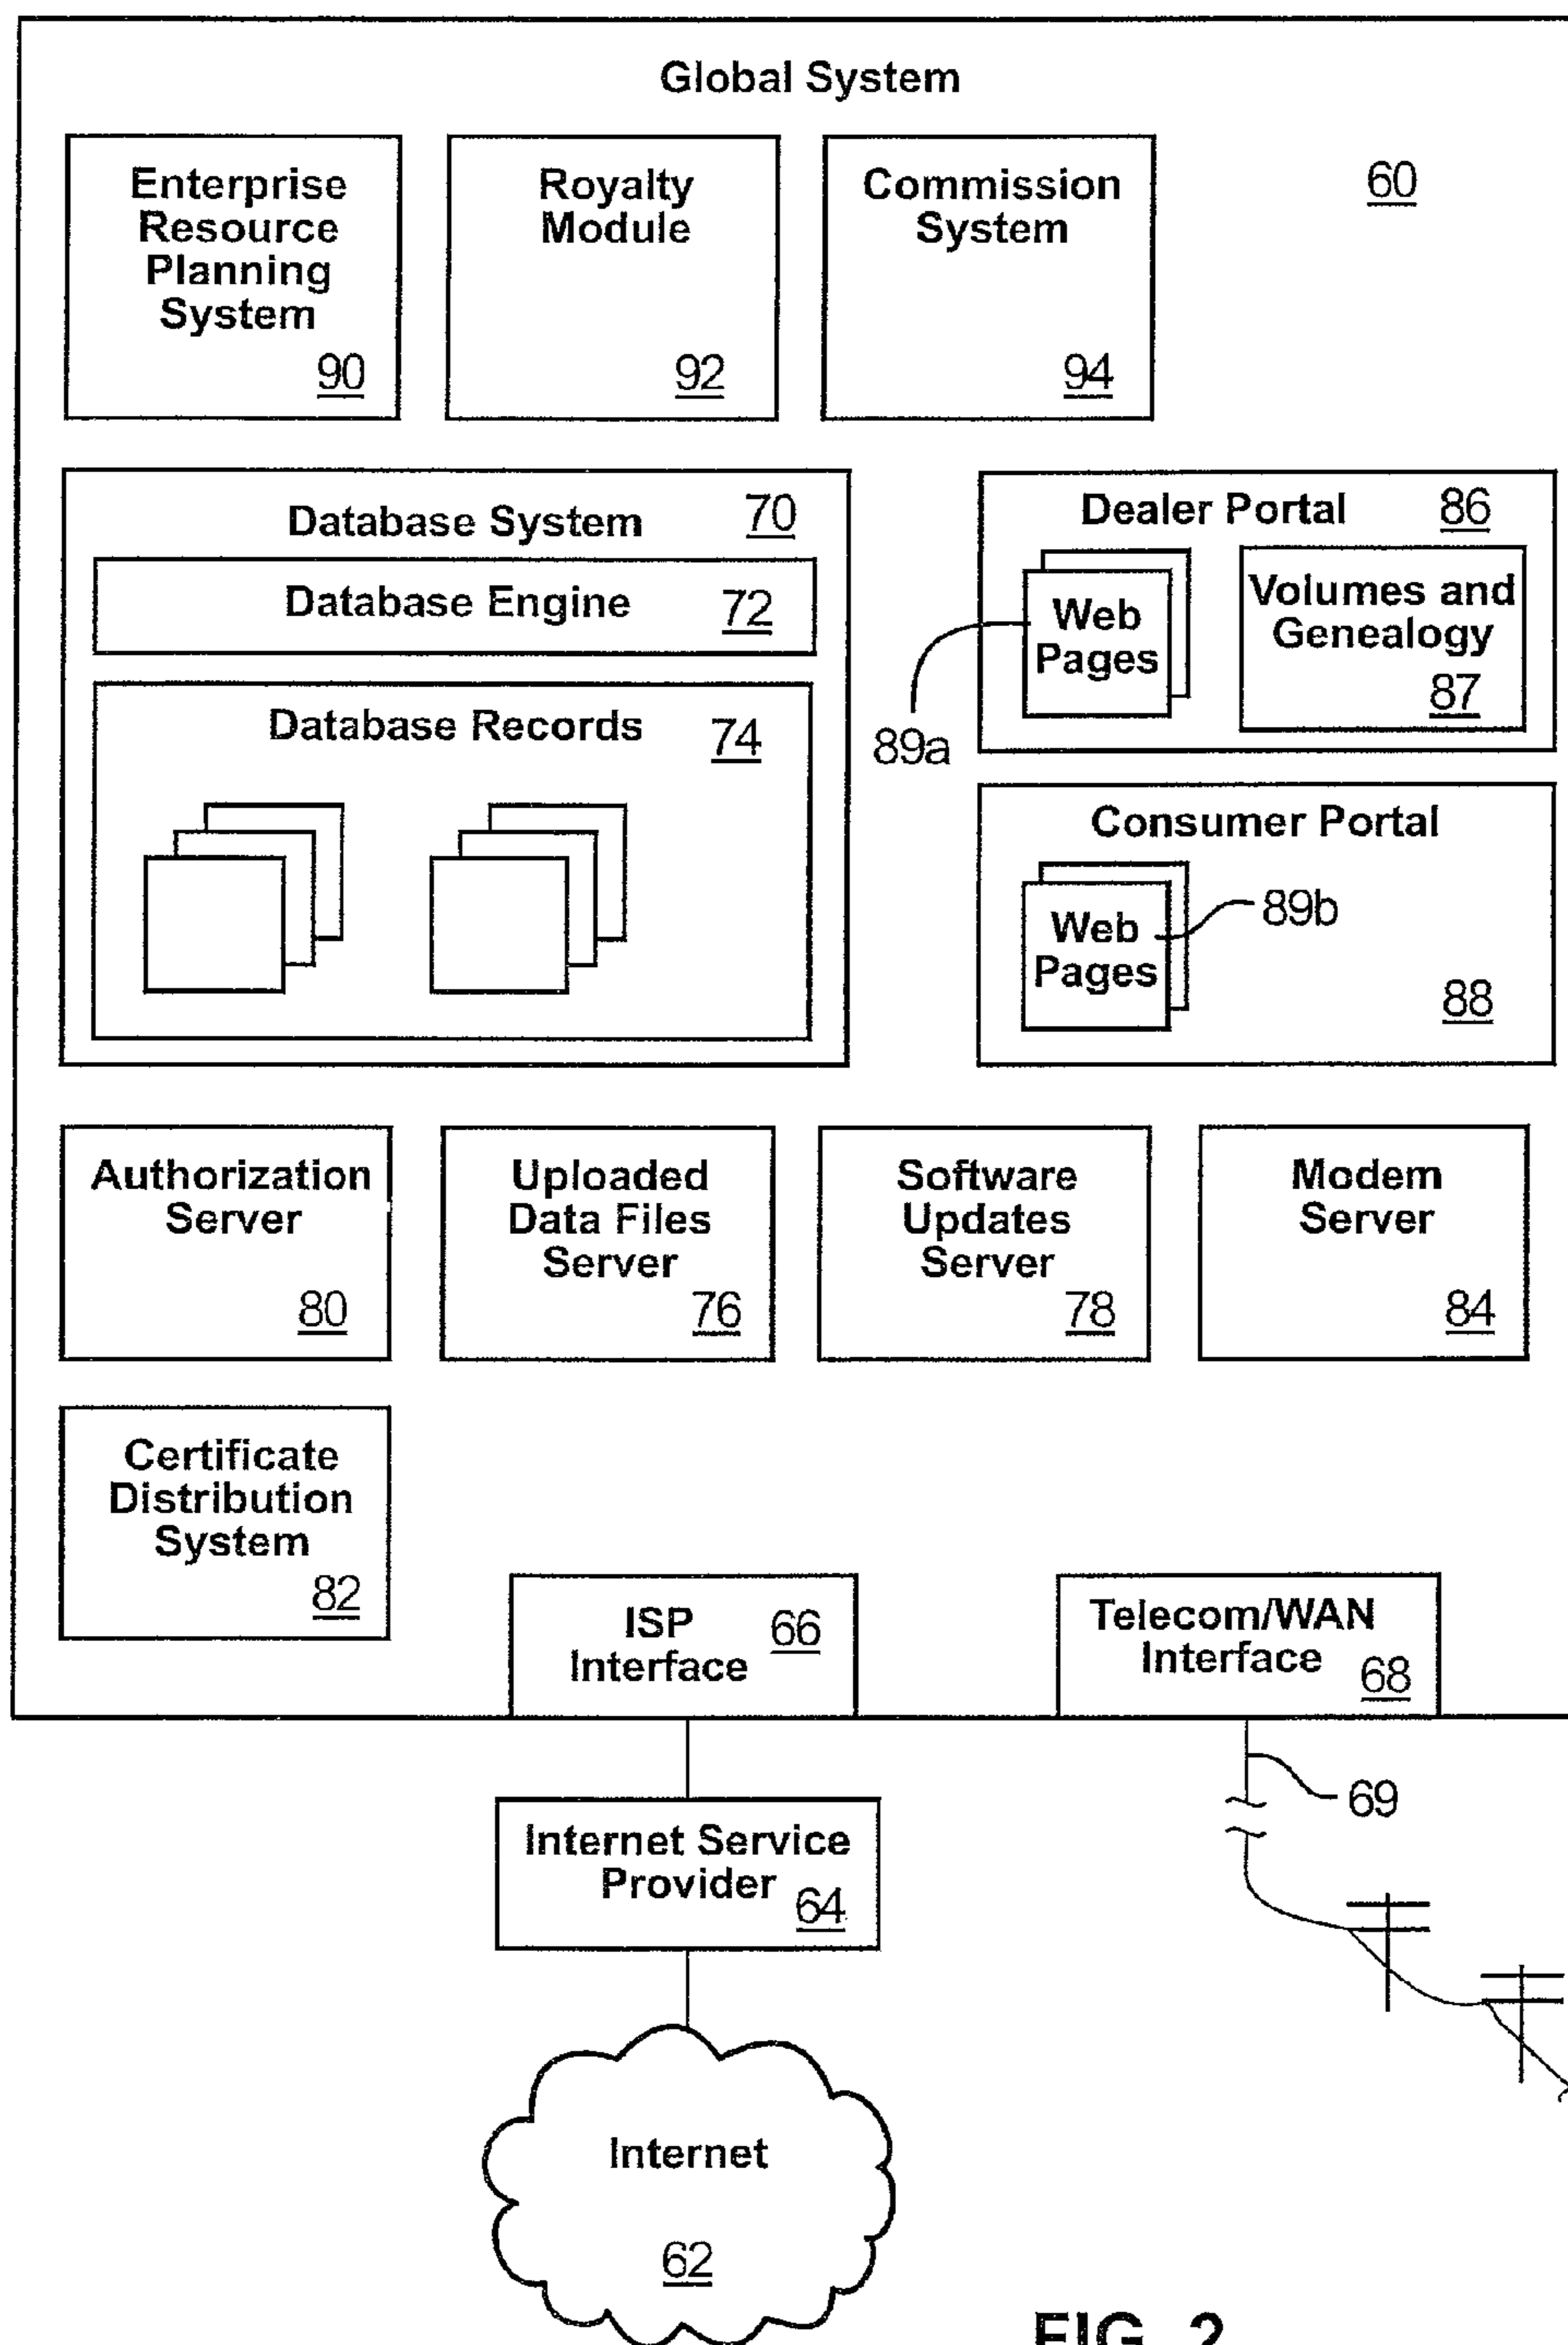 Global System
60
Enterprise
Resource
Planning
System
90
Royalty
Module
92
Commission
System
94
Database System 70
Database Engine 72
Database Records 74
Dealer Portal 86
Web
Pages
89a
Volumes and
Genealogy
87
Consumer Portal
Web
Pages
89b
88
Authorization
Server
80
Uploaded
Data Files
Server
76
Software
Updates
Server
78
Modem
Server
84
Certificate
Distribution
System
82
ISP
Interface
66
Telecom/WAN
Interface
68
69
Internet Service
Provider
64
Internet
62
FIG. 2